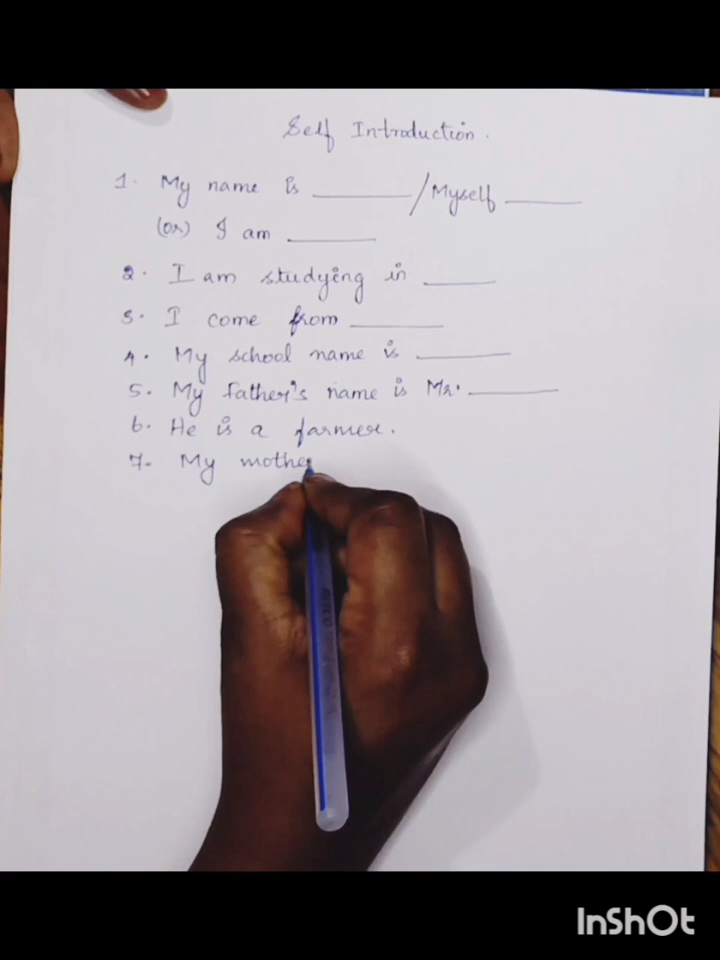 Self Introduction.
1. My name is ______ / Myself ______
(or) I am ______
2. I am studying in ______
3. I come from ______
4. My school name is ______
5. My father's name is Mr. ______
6. He is a farmer.
7. My mothe
InShOt